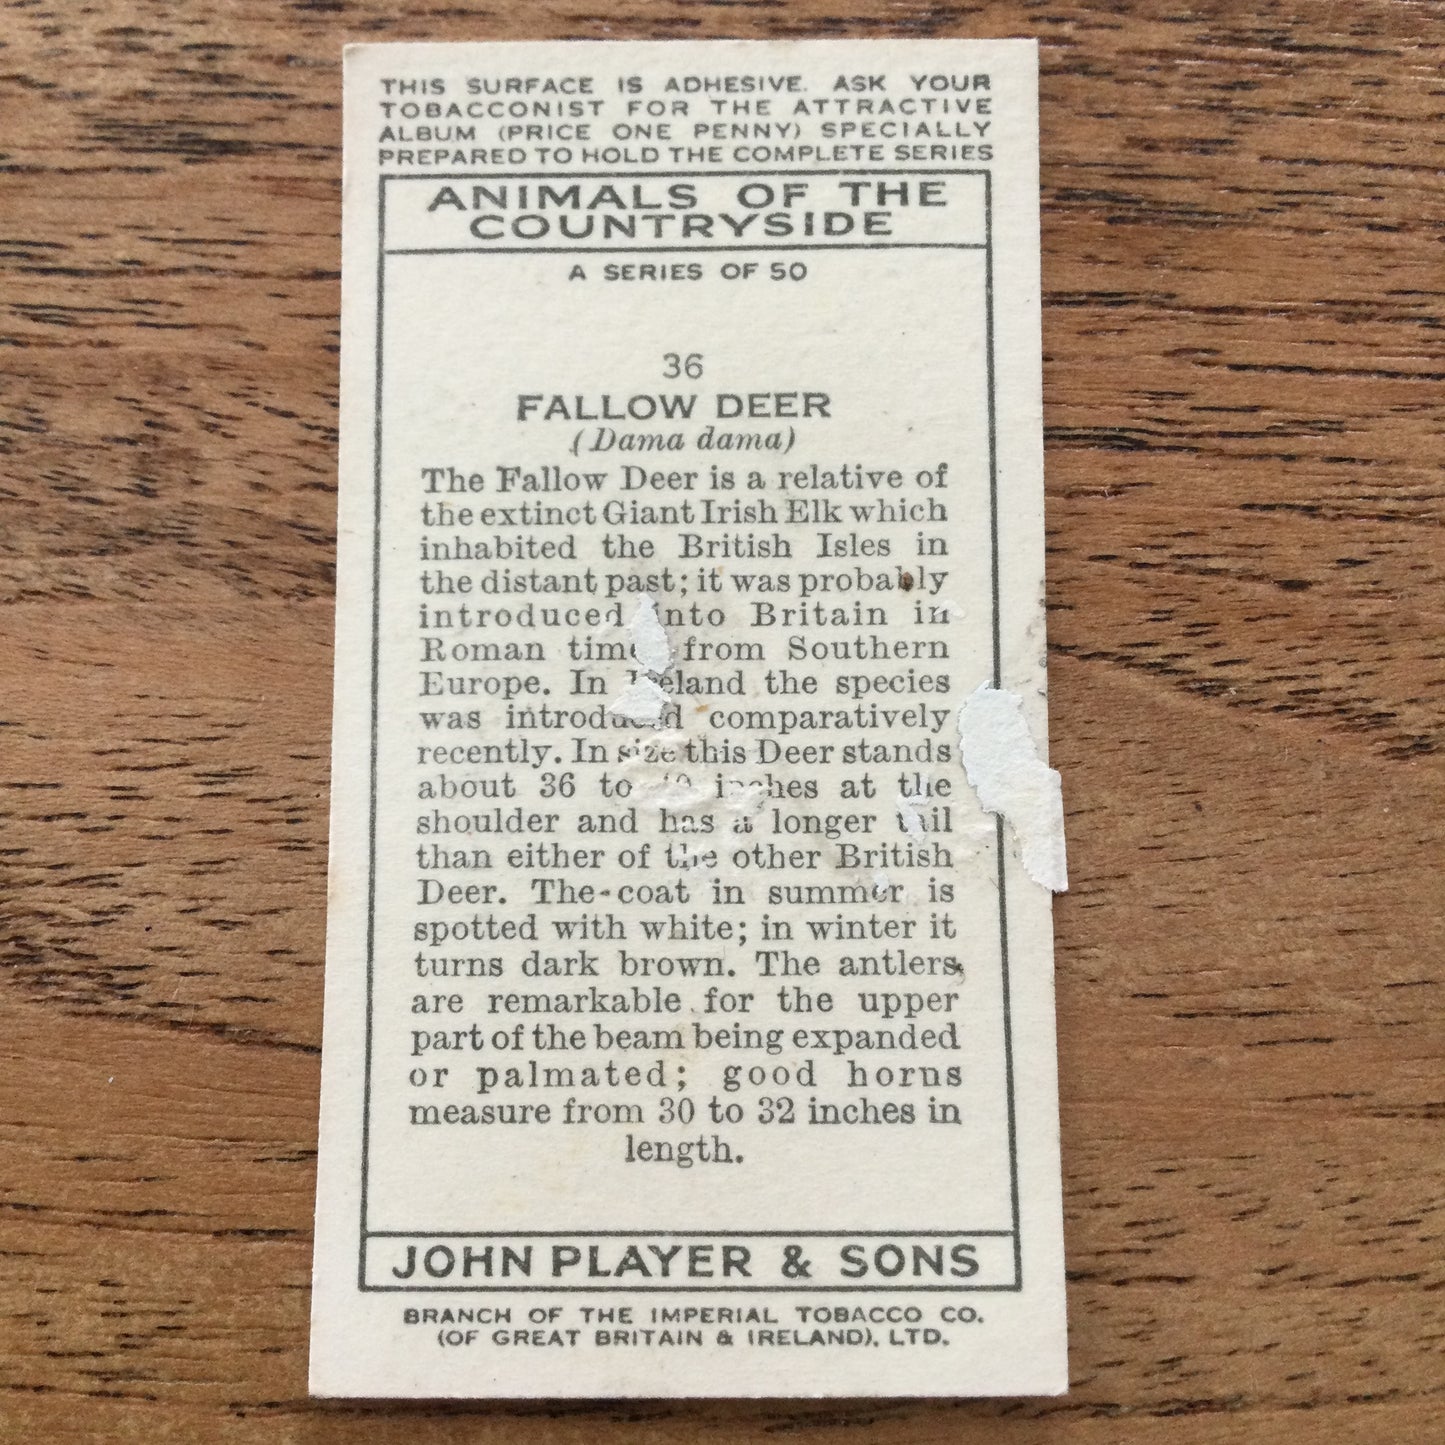 THIS SURFACE IS ADHESIVE. ASK YOUR
TOBACCONIST FOR THE ATTRACTIVE
ALBUM (PRICE ONE PENNY) SPECIALLY
PREPARED TO HOLD THE COMPLETE SERIES
ANIMALS OF THE
COUNTRYSIDE
A SERIES OF 50
36
FALLOW DEER
(Dama dama)
The Fallow Deer is a relative of
the extinct Giant Irish Elk which
inhabited the British Isles in
the distant past; it was probably
introduced into Britain in
Roman times from Southern
Europe. In Ireland the species
was introduced comparatively
recently. In size this Deer stands
about 36 to inches at the
shoulder and has a longer tail
than either of the other British
Deer. The coat in summer is
spotted with white; in winter it
turns dark brown. The antlers
are remarkable for the upper
part of the beam being expanded
or palmated; good horns
measure from 30 to 32 inches in
length.
JOHN PLAYER & SONS
BRANCH OF THE IMPERIAL TOBACCO CO.
(OF GREAT BRITAIN & IRELAND), LTD.